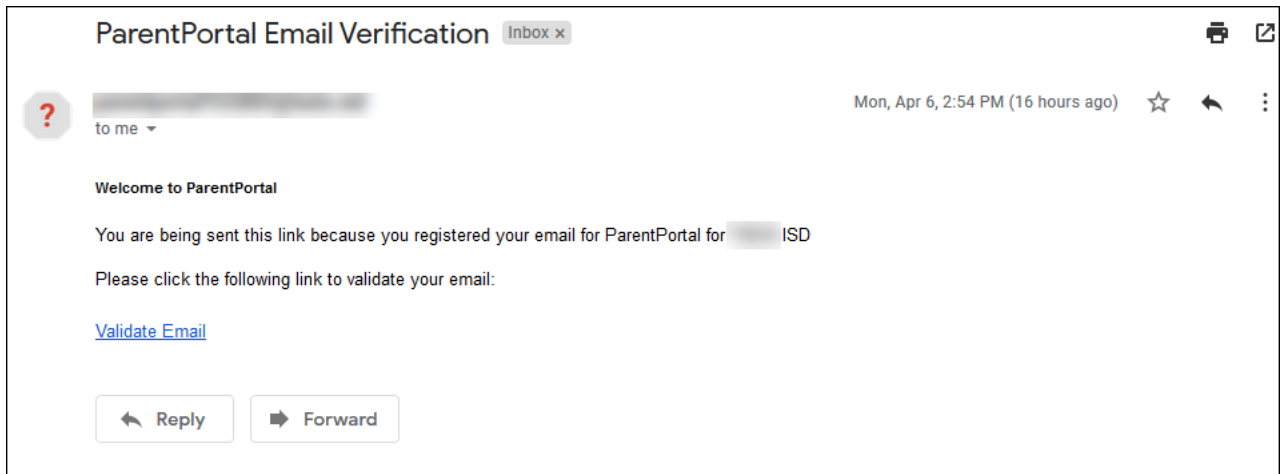 ParentPortal Email Verification Inbox x
?
Mon, Apr 6, 2:54 PM (16 hours ago)
to me
Welcome to ParentPortal
You are being sent this link because you registered your email for ParentPortal for ISD
Please click the following link to validate your email:
Validate Email
Reply Forward